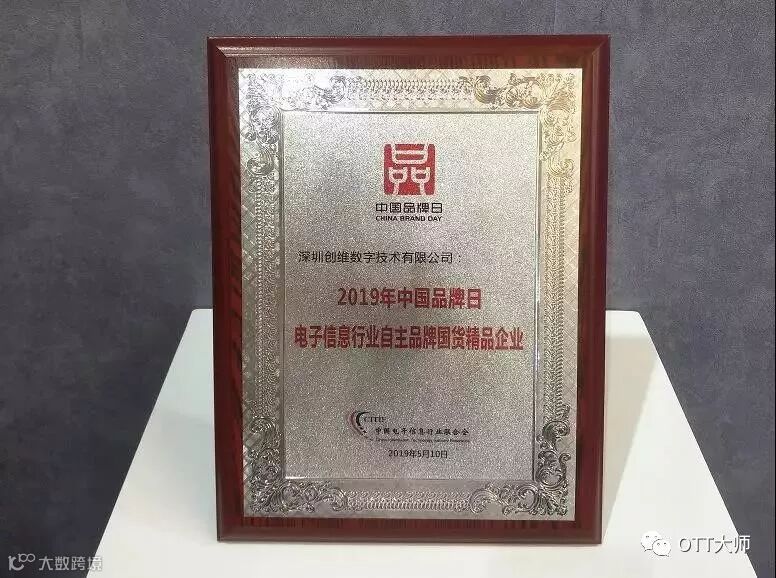 品
中国品牌日
CHINA BRAND DAY
深圳创维数字技术有限公司：
2019年中国品牌日
电子信息行业自主品牌国货精品企业
CITIF
中国电子信息行业联合会
2019年5月10日
OTT大师
大数跨境